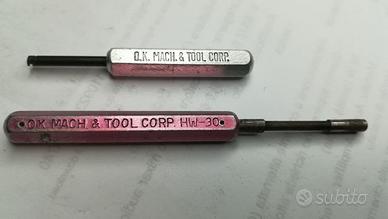 O.K. MACH. & TOOL CORP.
O.K. MACH. & TOOL CORP. HW-30
subito